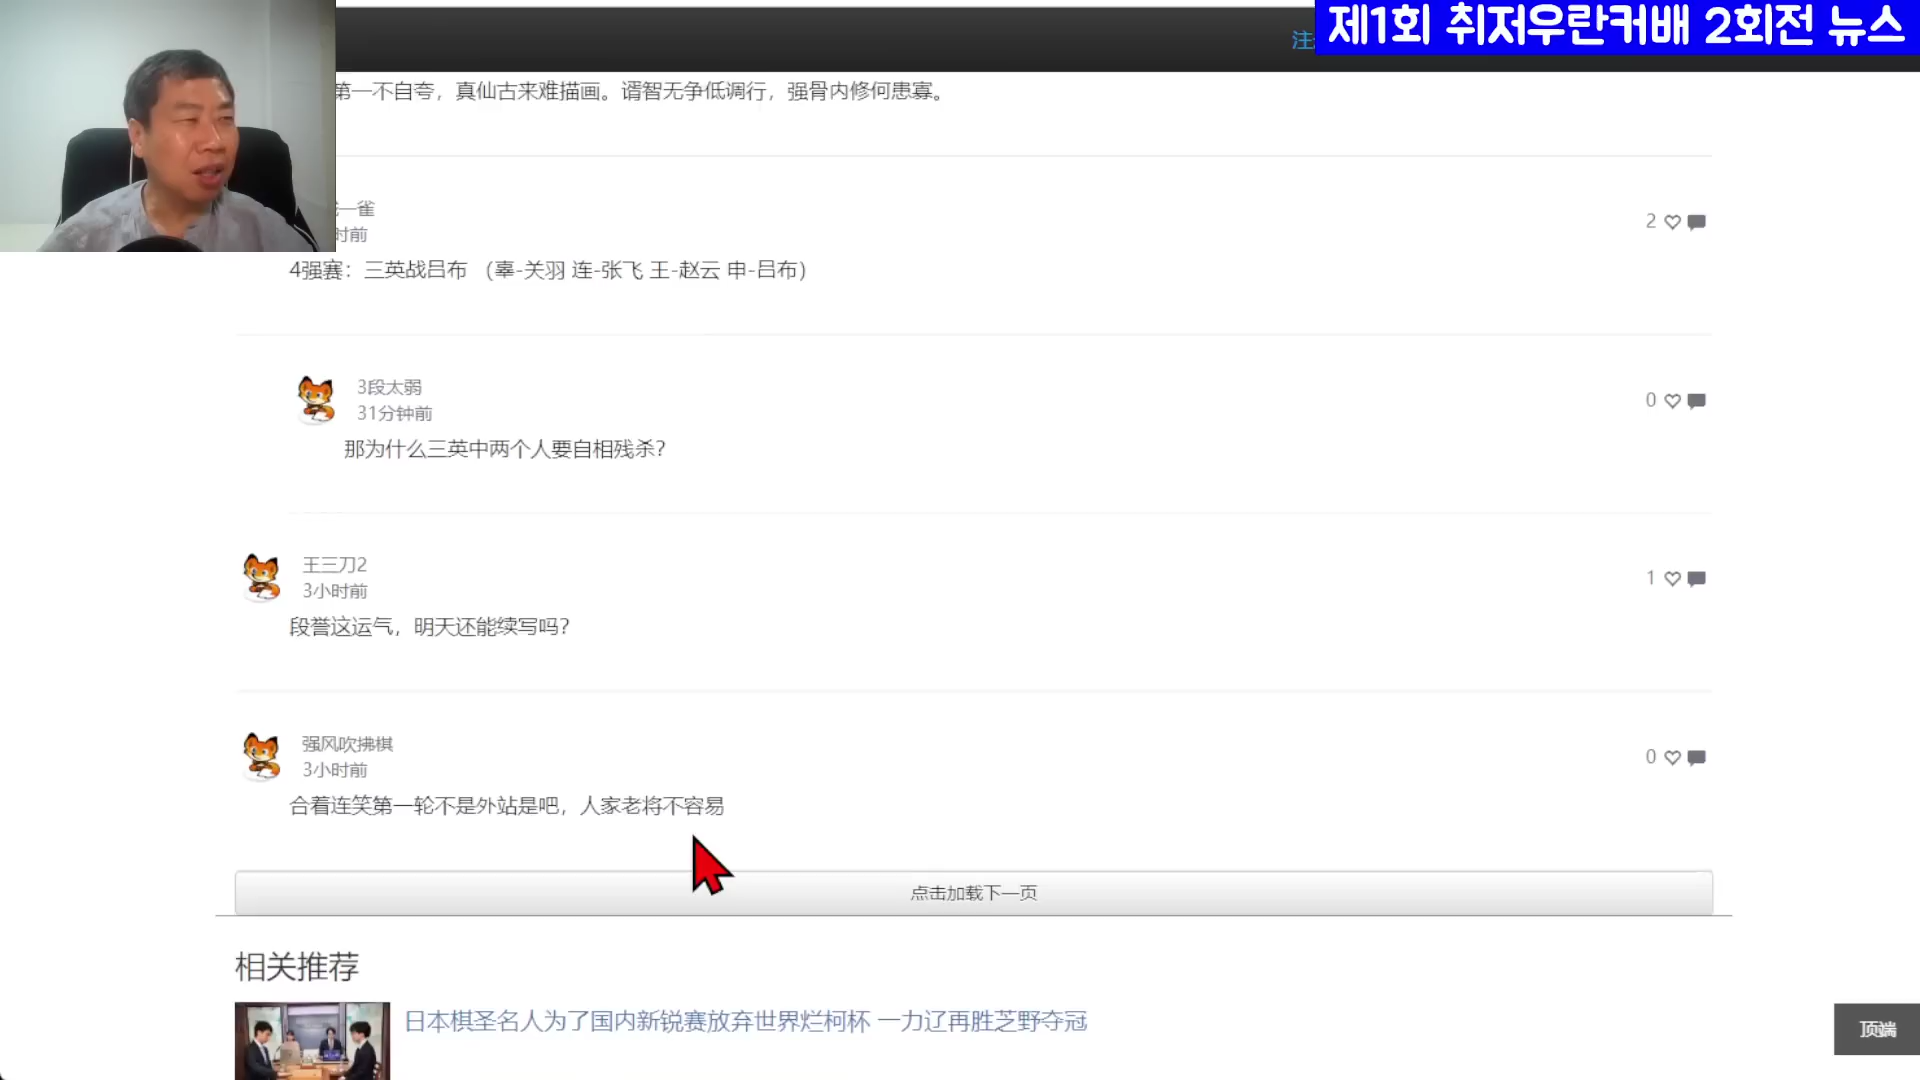 제1회 취저우란커배 2회전 뉴스
注
第一不自夸，真仙古来难描画。谞智无争低调行，强骨内修何患寡。
一雀
时前
2
4强赛：三英战吕布 （辜-关羽 连-张飞 王-赵云 申-吕布）
3段太弱
31分钟前
0
那为什么三英中两个人要自相残杀？
王三刀2
3小时前
1
段誉这运气，明天还能续写吗？
强风吹拂棋
3小时前
0
合着连笑第一轮不是外站是吧，人家老将不容易
点击加载下一页
相关推荐
日本棋圣名人为了国内新锐赛放弃世界烂柯杯 一力辽再胜芝野夺冠
顶端